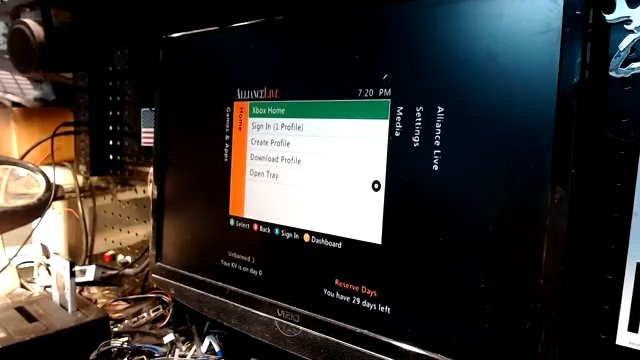 ALLIANCELIVE
7:20 PM
Games & Apps
Home
Xbox Home
Sign In (1 Profile)
Create Profile
Download Profile
Open Tray
Media
Settings
Alliance Live
Select
Back
Sign In
Dashboard
Unbanned :)
Your KV is on day 0
Reserve Days
You have 29 days left
VIZIO